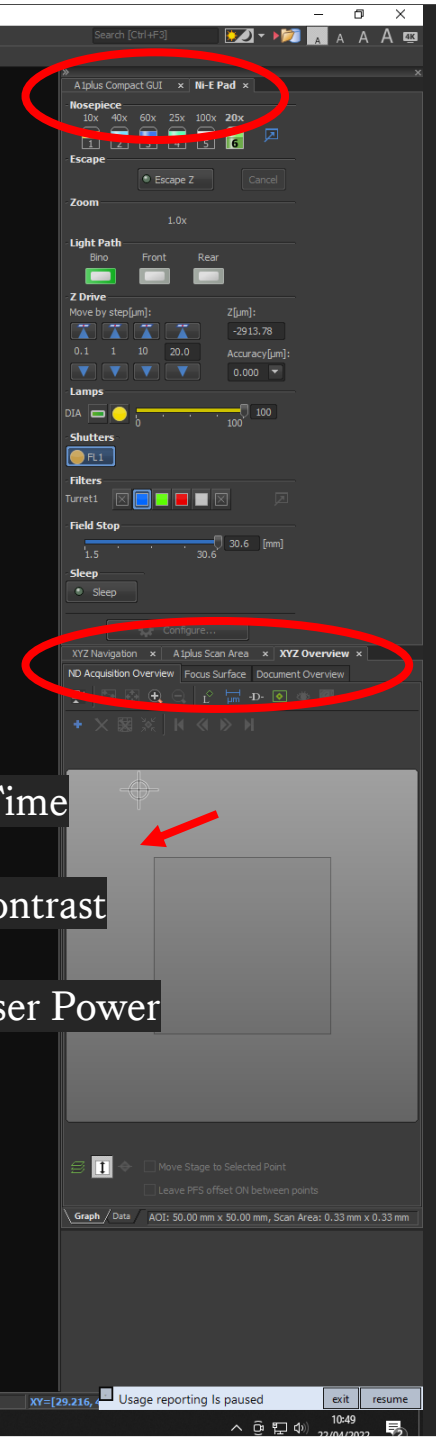 Search [Ctrl+F3] A A A A 4K
A1plus Compact GUI × Ni-E Pad ×
Nosepiece
10x 40x 60x 25x 100x 20x
1 2 3 4 5 6
Escape
Escape Z Cancel
Zoom
1.0x
Light Path
Bino Front Rear
Z Drive
Move by step[µm]: Z[µm]:
-2913.78
0.1 1 10 20.0 Accuracy[µm]:
0.000
Lamps
DIA 100
0 100
Shutters
FL1
Filters
Turret1
Field Stop
30.6 [mm]
1.5 30.6
Sleep
Sleep
Configure...
XYZ Navigation × A1plus Scan Area × XYZ Overview ×
ND Acquisition Overview Focus Surface Document Overview
µm -D-
Time
ontrast
ser Power
Move Stage to Selected Point
Leave PFS offset ON between points
Graph Data AOI: 50.00 mm x 50.00 mm, Scan Area: 0.33 mm x 0.33 mm
XY=[29.216, Usage reporting Is paused exit resume
10:49
22/04/2022